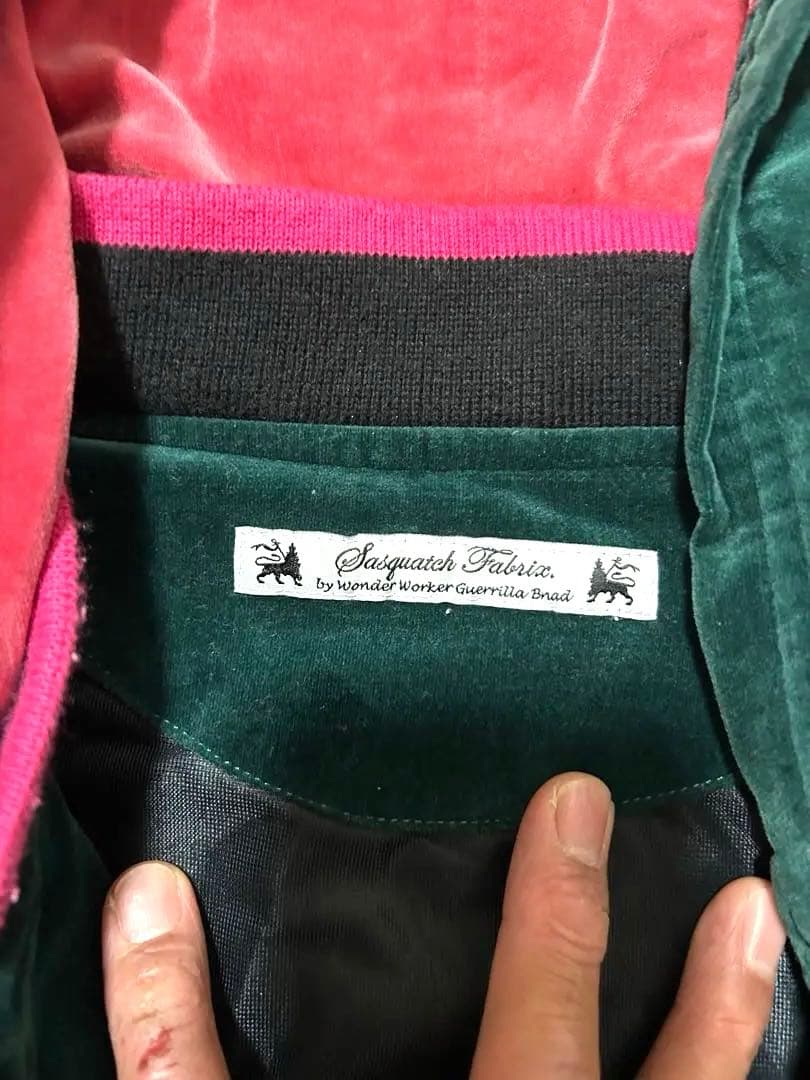 Sasquatch Fabrix.
by Wonder Worker Guerrilla Bnad